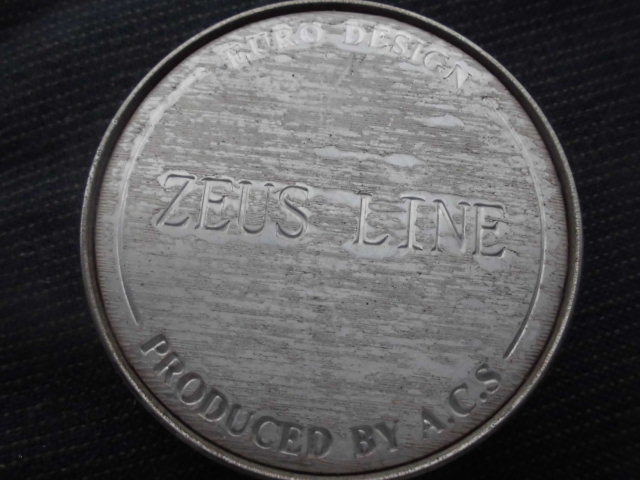 EURO DESIGN
ZEUS LINE
PRODUCED BY A.C.S